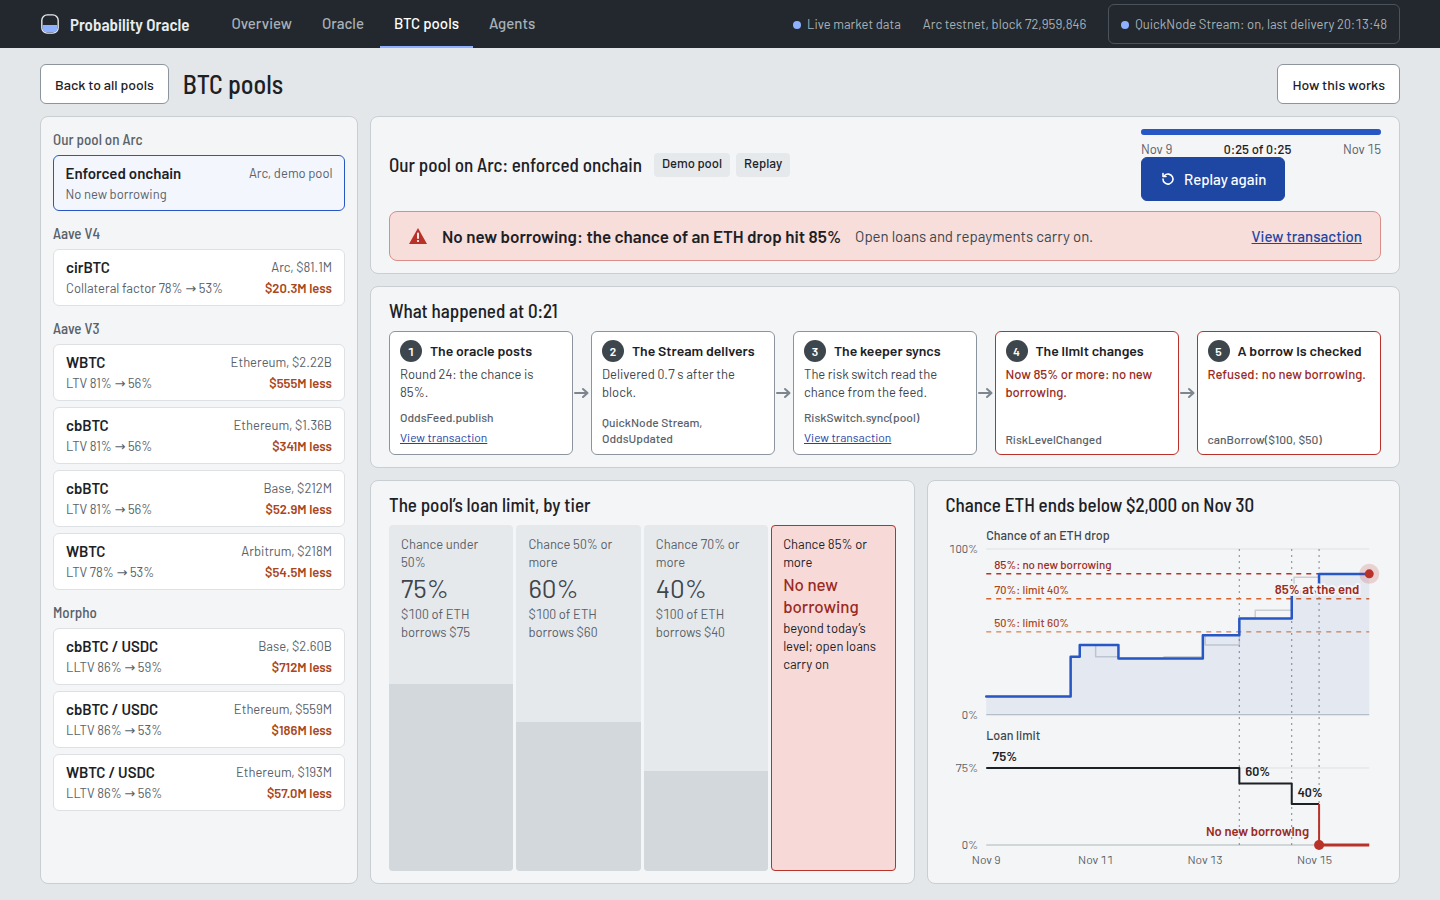 Probability Oracle
Overview
Oracle
BTC pools
Agents
Live market data
Arc testnet, block 72,959,846
QuickNode Stream: on, last delivery 20:13:48
Back to all pools
BTC pools
How this works
Our pool on Arc
Enforced onchain
Arc, demo pool
No new borrowing
Aave V4
cirBTC
Arc, $81.1M
Collateral factor 78% → 53%
$20.3M less
Aave V3
WBTC
Ethereum, $2.22B
LTV 81% → 56%
$555M less
cbBTC
Ethereum, $1.36B
LTV 81% → 56%
$341M less
cbBTC
Base, $212M
LTV 81% → 56%
$52.9M less
WBTC
Arbitrum, $218M
LTV 78% → 53%
$54.5M less
Morpho
cbBTC / USDC
Base, $2.60B
LLTV 86% → 59%
$712M less
cbBTC / USDC
Ethereum, $559M
LLTV 86% → 53%
$186M less
WBTC / USDC
Ethereum, $193M
LLTV 86% → 56%
$57.0M less
Our pool on Arc: enforced onchain
Demo pool
Replay
Nov 9
0:25 of 0:25
Nov 15
Replay again
No new borrowing: the chance of an ETH drop hit 85%
Open loans and repayments carry on.
View transaction
What happened at 0:21
1
The oracle posts
Round 24: the chance is
85%.
OddsFeed.publish
View transaction
2
The Stream delivers
Delivered 0.7 s after the
block.
QuickNode Stream,
OddsUpdated
3
The keeper syncs
The risk switch read the
chance from the feed.
RiskSwitch.sync(pool)
View transaction
4
The limit changes
Now 85% or more: no new
borrowing.
RiskLevelChanged
5
A borrow is checked
Refused: no new borrowing.
canBorrow($100, $50)
The pool's loan limit, by tier
Chance under
50%
75%
$100 of ETH
borrows $75
Chance 50% or
more
60%
$100 of ETH
borrows $60
Chance 70% or
more
40%
$100 of ETH
borrows $40
Chance 85% or
more
No new
borrowing
beyond today's
level; open loans
carry on
Chance ETH ends below $2,000 on Nov 30
Chance of an ETH drop
100%
85%: no new borrowing
70%: limit 40%
85% at the end
50%: limit 60%
0%
Loan limit
75%
75%
60%
40%
No new borrowing
0%
Nov 9
Nov 11
Nov 13
Nov 15